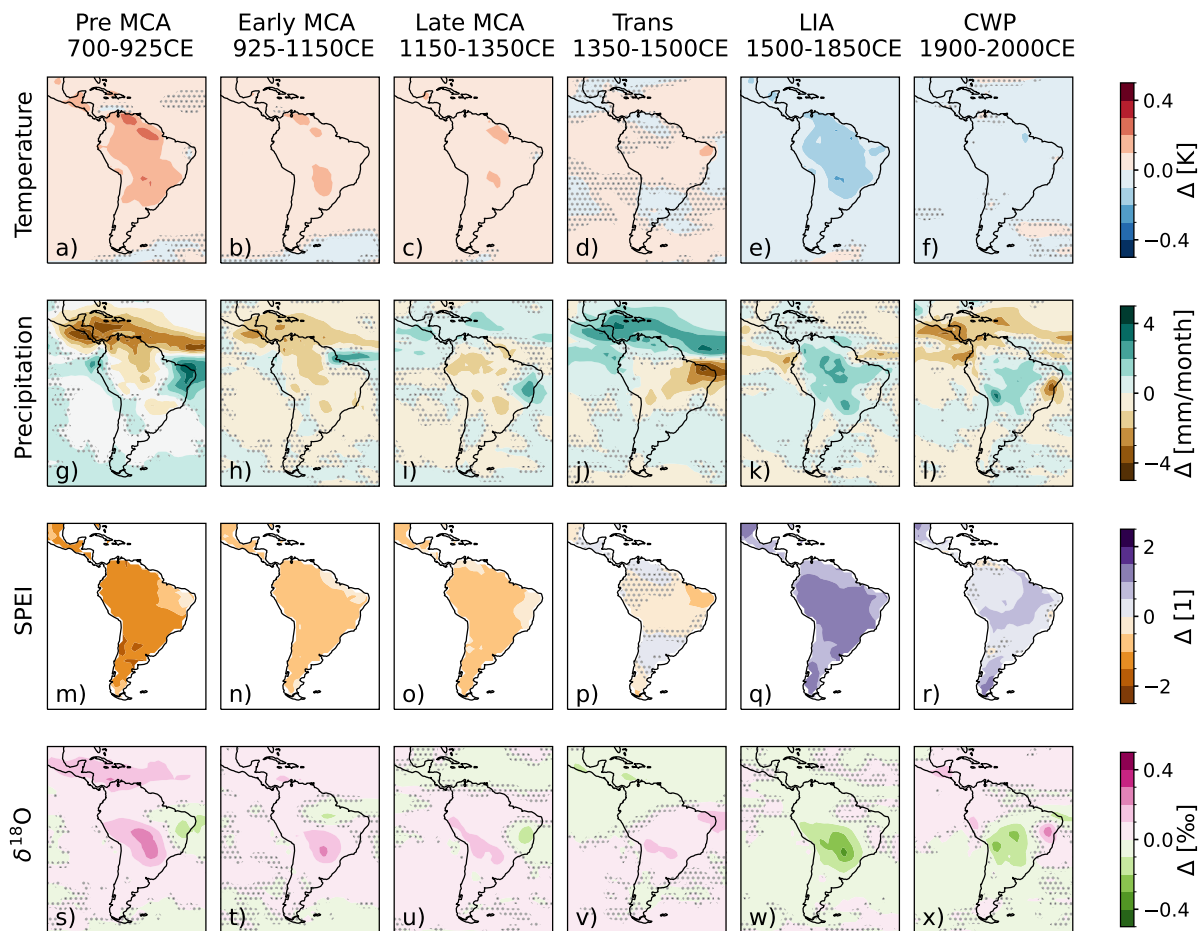 Pre MCA
700-925CE
Early MCA
925-1150CE
Late MCA
1150-1350CE
Trans
1350-1500CE
LIA
1500-1850CE
CWP
1900-2000CE
Temperature
a)
b)
c)
d)
e)
f)
0.4
0.0
−0.4
Δ [K]
Precipitation
g)
h)
i)
j)
k)
l)
4
0
−4
Δ [mm/month]
SPEI
m)
n)
o)
p)
q)
r)
2
0
−2
Δ [1]
δ¹⁸O
s)
t)
u)
v)
w)
x)
0.4
0.0
−0.4
Δ [‰]